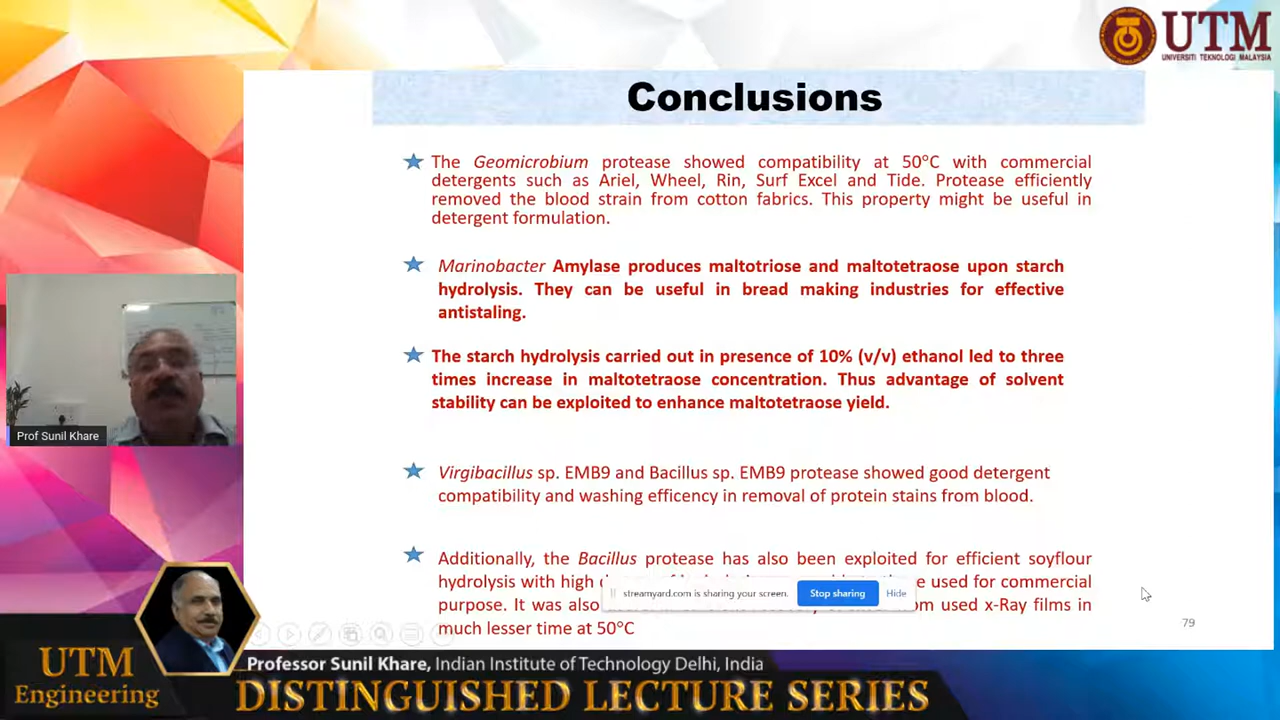 UTM
UNIVERSITI TEKNOLOGI MALAYSIA
Conclusions
The Geomicrobium protease showed compatibility at 50°C with commercial
detergents such as Ariel, Wheel, Rin, Surf Excel and Tide. Protease efficiently
removed the blood strain from cotton fabrics. This property might be useful in
detergent formulation.
Marinobacter Amylase produces maltotriose and maltotetraose upon starch
hydrolysis. They can be useful in bread making industries for effective
antistaling.
The starch hydrolysis carried out in presence of 10% (v/v) ethanol led to three
times increase in maltotetraose concentration. Thus advantage of solvent
stability can be exploited to enhance maltotetraose yield.
Virgibacillus sp. EMB9 and Bacillus sp. EMB9 protease showed good detergent
compatibility and washing efficency in removal of protein stains from blood.
Additionally, the Bacillus protease has also been exploited for efficient soyflour
hydrolysis with high used for commercial
purpose. It was also used x-Ray films in
much lesser time at 50°C
streamyard.com is sharing your screen.
Stop sharing
Hide
79
Prof Sunil Khare
UTM
Engineering
Professor Sunil Khare, Indian Institute of Technology Delhi, India
DISTINGUISHED LECTURE SERIES